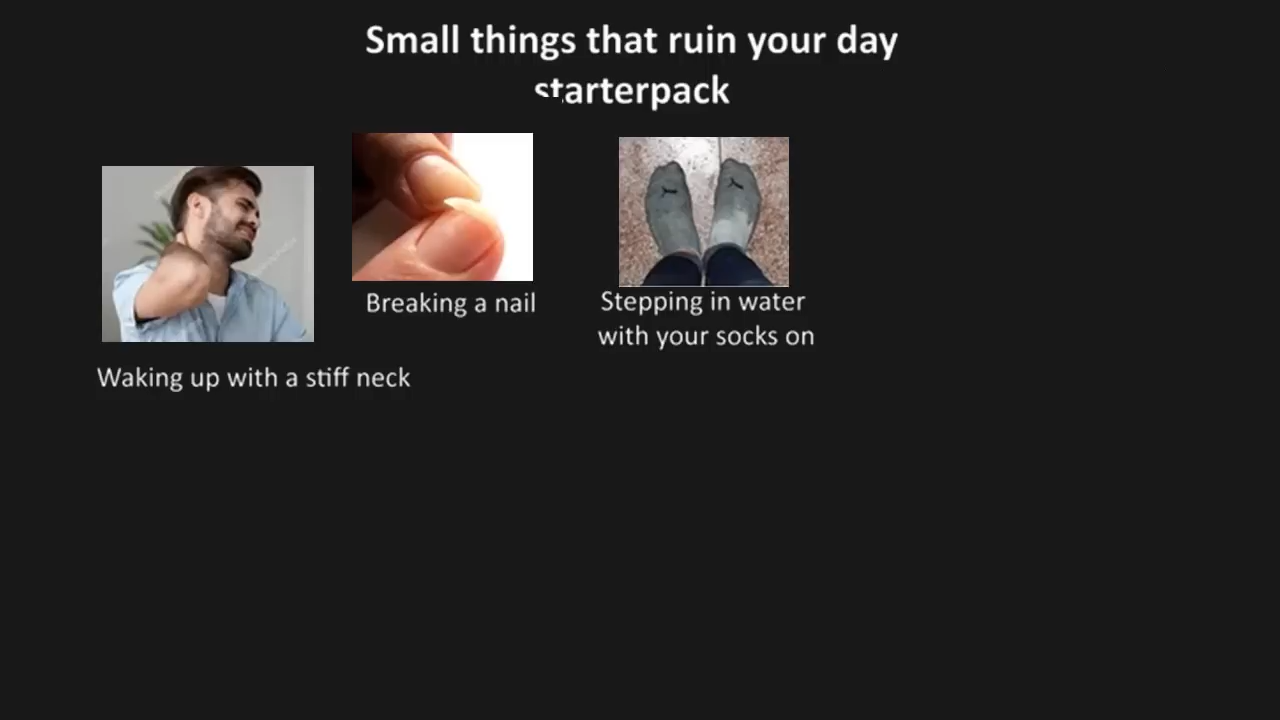 Small things that ruin your day
starterpack
Breaking a nail
Stepping in water
with your socks on
Waking up with a stiff neck